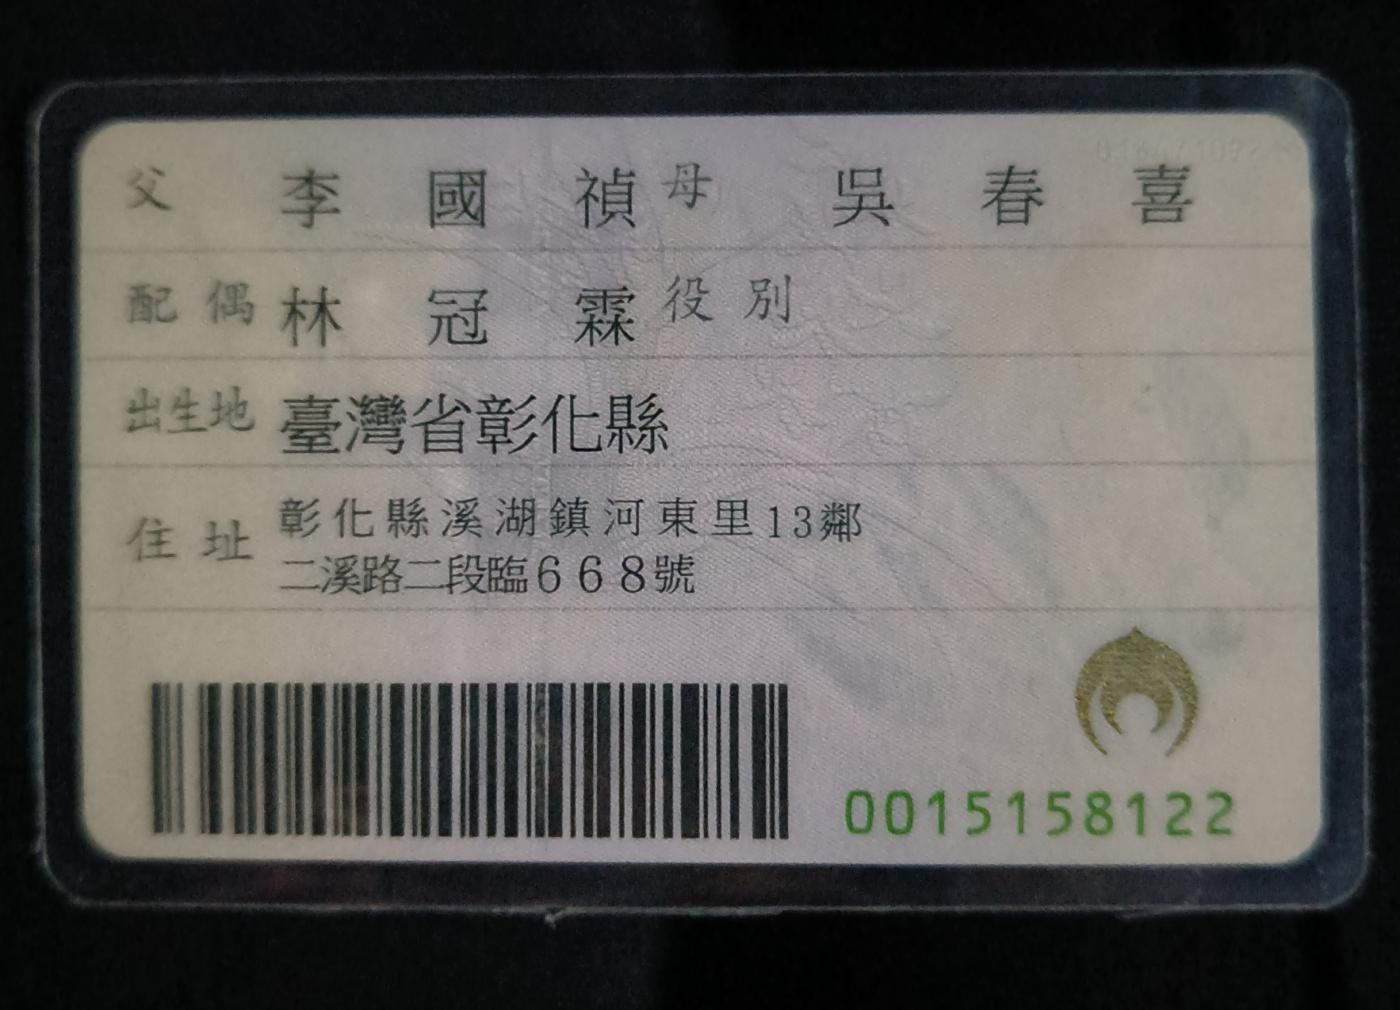 父 李國禎 母 吳春喜
配偶 林冠霖 役別
出生地 臺灣省彰化縣
住址 彰化縣溪湖鎮河東里13鄰
二溪路二段臨668號
0015158122